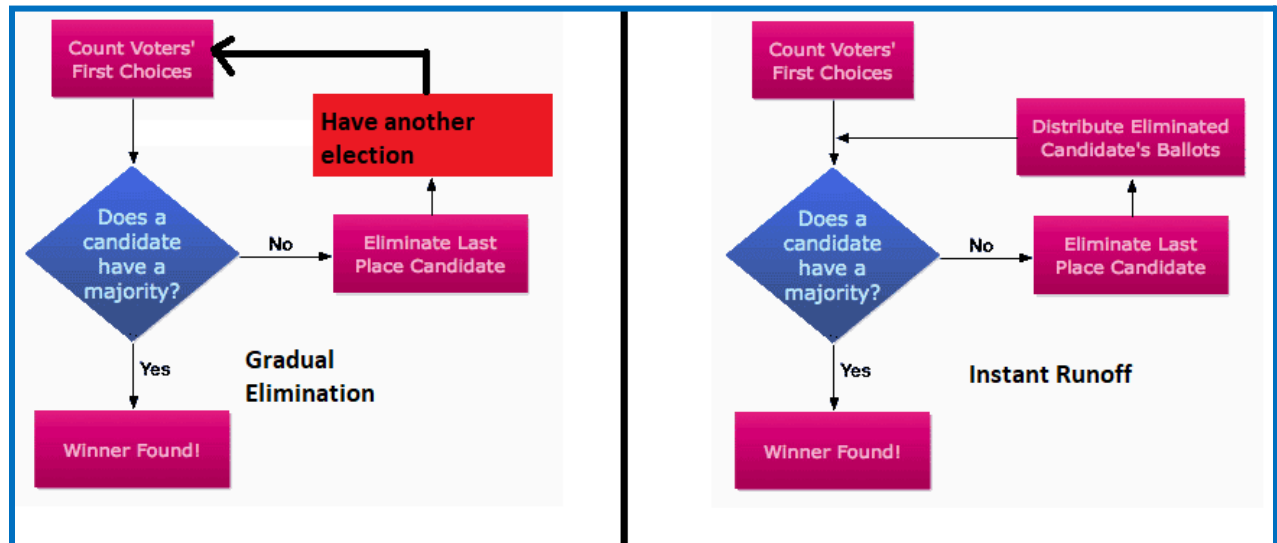 Count Voters'
First Choices
Have another
election
Does a
candidate
have a
majority?
No
Eliminate Last
Place Candidate
Yes
Gradual
Elimination
Winner Found!
Count Voters'
First Choices
Distribute Eliminated
Candidate's Ballots
Does a
candidate
have a
majority?
No
Eliminate Last
Place Candidate
Yes
Instant Runoff
Winner Found!